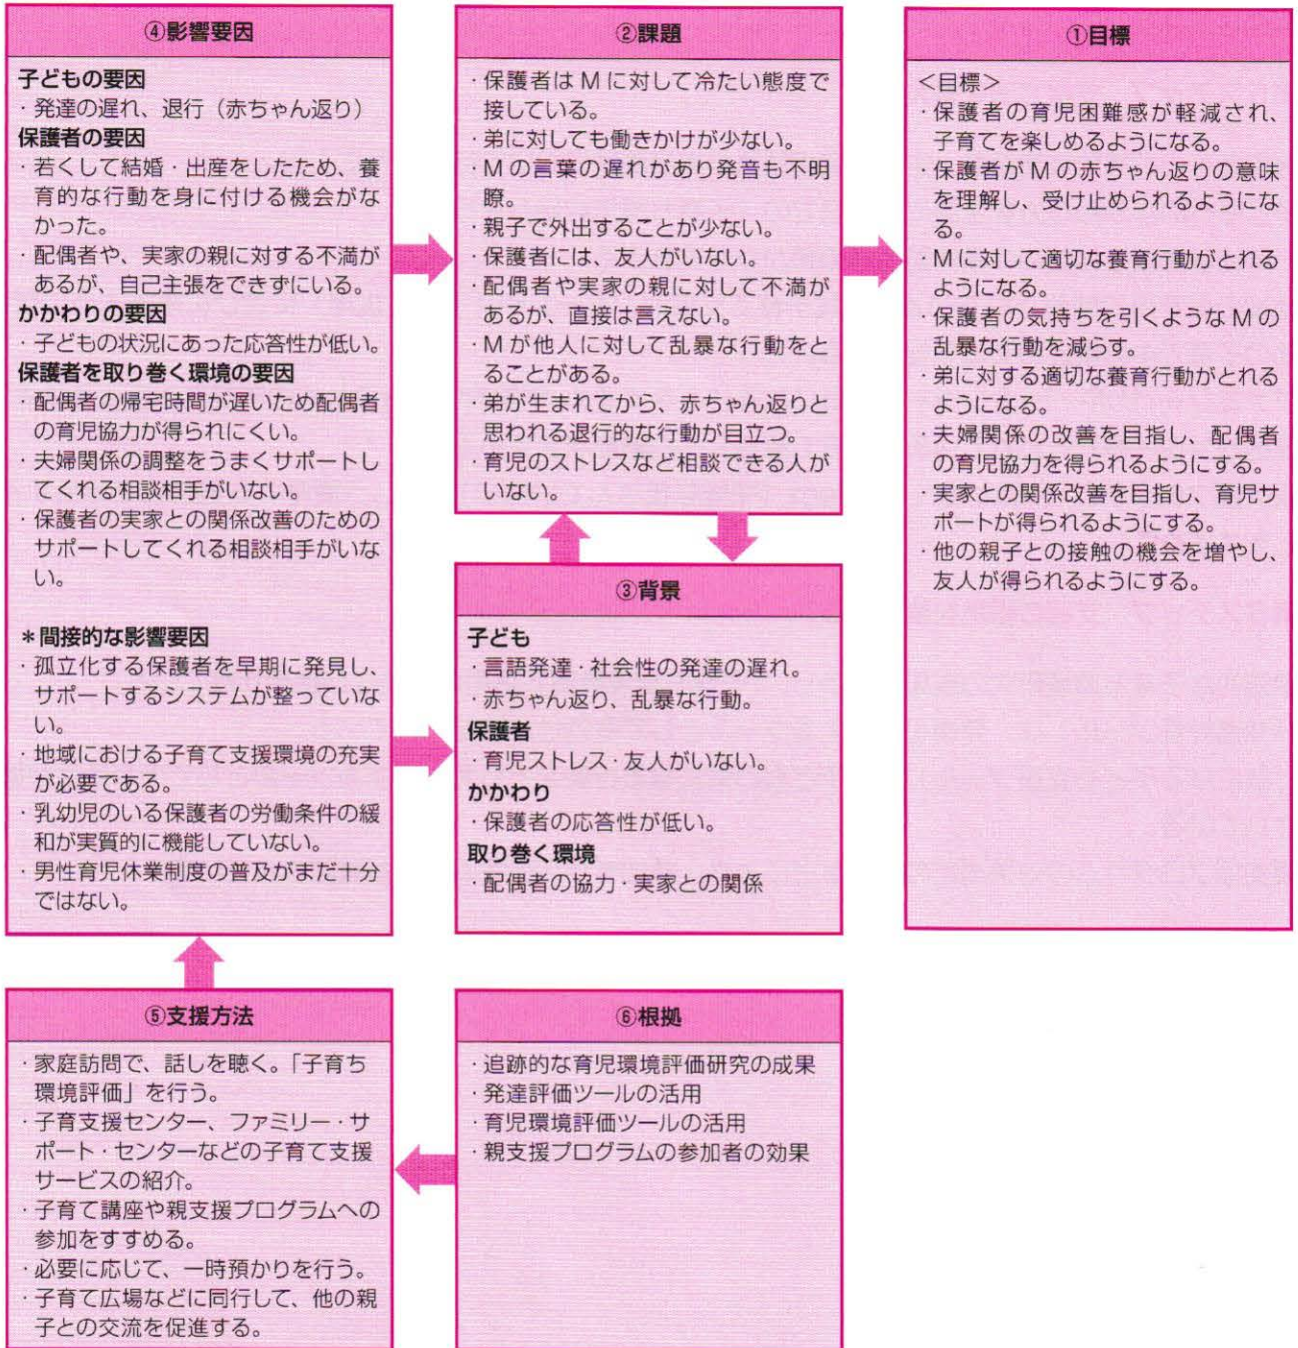 ④影響要因
子どもの要因
・発達の遅れ、退行（赤ちゃん返り）
保護者の要因
・若くして結婚・出産をしたため、養
育的な行動を身に付ける機会がな
かった。
・配偶者や、実家の親に対する不満が
あるが、自己主張をできずにいる。
かかわりの要因
・子どもの状況にあった応答性が低い。
保護者を取り巻く環境の要因
・配偶者の帰宅時間が遅いため配偶者
の育児協力が得られにくい。
・夫婦関係の調整をうまくサポートし
てくれる相談相手がいない。
・保護者の実家との関係改善のための
サポートしてくれる相談相手がいな
い。
＊間接的な影響要因
・孤立化する保護者を早期に発見し、
サポートするシステムが整っていな
い。
・地域における子育て支援環境の充実
が必要である。
・乳幼児のいる保護者の労働条件の緩
和が実質的に機能していない。
・男性育児休業制度の普及がまだ十分
ではない。
②課題
・保護者はMに対して冷たい態度で
接している。
・弟に対しても働きかけが少ない。
・Mの言葉の遅れがあり発音も不明
瞭。
・親子で外出することが少ない。
・保護者には、友人がいない。
・配偶者や実家の親に対して不満が
あるが、直接は言えない。
・Mが他人に対して乱暴な行動をと
ることがある。
・弟が生まれてから、赤ちゃん返りと
思われる退行的な行動が目立つ。
・育児のストレスなど相談できる人が
いない。
①目標
＜目標＞
・保護者の育児困難感が軽減され、
子育てを楽しめるようになる。
・保護者がMの赤ちゃん返りの意味
を理解し、受け止められるようにな
る。
・Mに対して適切な養育行動がとれる
ようになる。
・保護者の気持ちを引くようなMの
乱暴な行動を減らす。
・弟に対する適切な養育行動がとれる
ようになる。
・夫婦関係の改善を目指し、配偶者
の育児協力を得られるようにする。
・実家との関係改善を目指し、育児サ
ポートが得られるようにする。
・他の親子との接触の機会を増やし、
友人が得られるようにする。
③背景
子ども
・言語発達・社会性の発達の遅れ。
・赤ちゃん返り、乱暴な行動。
保護者
・育児ストレス・友人がいない。
かかわり
・保護者の応答性が低い。
取り巻く環境
・配偶者の協力・実家との関係
⑤支援方法
・家庭訪問で、話しを聴く。「子育ち
環境評価」を行う。
・子育支援センター、ファミリー・サ
ポート・センターなどの子育て支援
サービスの紹介。
・子育て講座や親支援プログラムへの
参加をすすめる。
・必要に応じて、一時預かりを行う。
・子育て広場などに同行して、他の親
子との交流を促進する。
⑥根拠
・追跡的な育児環境評価研究の成果
・発達評価ツールの活用
・育児環境評価ツールの活用
・親支援プログラムの参加者の効果